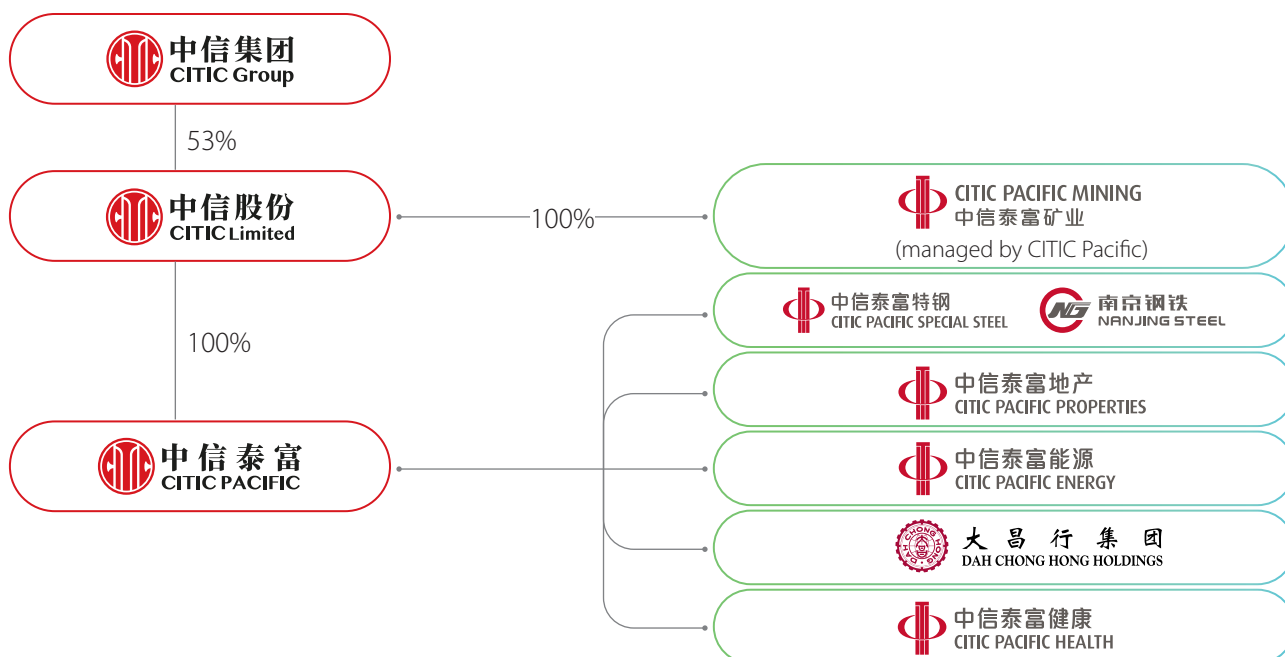 中信集团
CITIC Group
53%
中信股份
CITIC Limited
100%
CITIC PACIFIC MINING
中信泰富矿业
(managed by CITIC Pacific)
中信泰富特钢
CITIC PACIFIC SPECIAL STEEL
NG
南京钢铁
NANJING STEEL
100%
中信泰富地产
CITIC PACIFIC PROPERTIES
中信泰富
CITIC PACIFIC
中信泰富能源
CITIC PACIFIC ENERGY
DAH CHONG HONG
大昌行集团
DAH CHONG HONG HOLDINGS
中信泰富健康
CITIC PACIFIC HEALTH